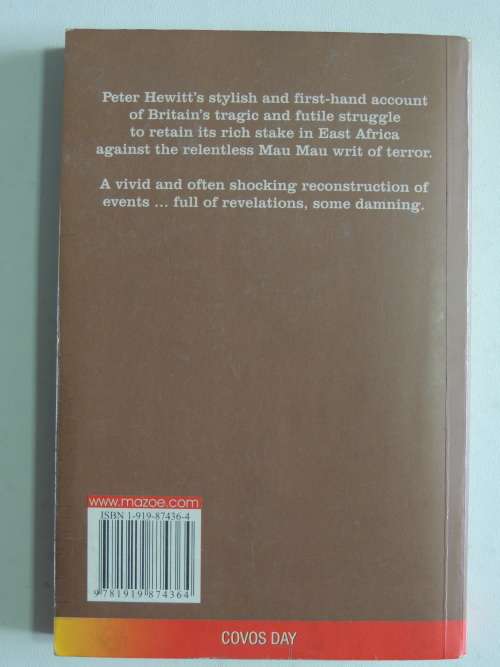 Peter Hewitt's stylish and first-hand account
of Britain's tragic and futile struggle
to retain its rich stake in East Africa
against the relentless Mau Mau writ of terror.
A vivid and often shocking reconstruction of
events ... full of revelations, some damning.
www.mazoe.com
ISBN 1-919-87436-4
9 781919 874364
COVOS DAY